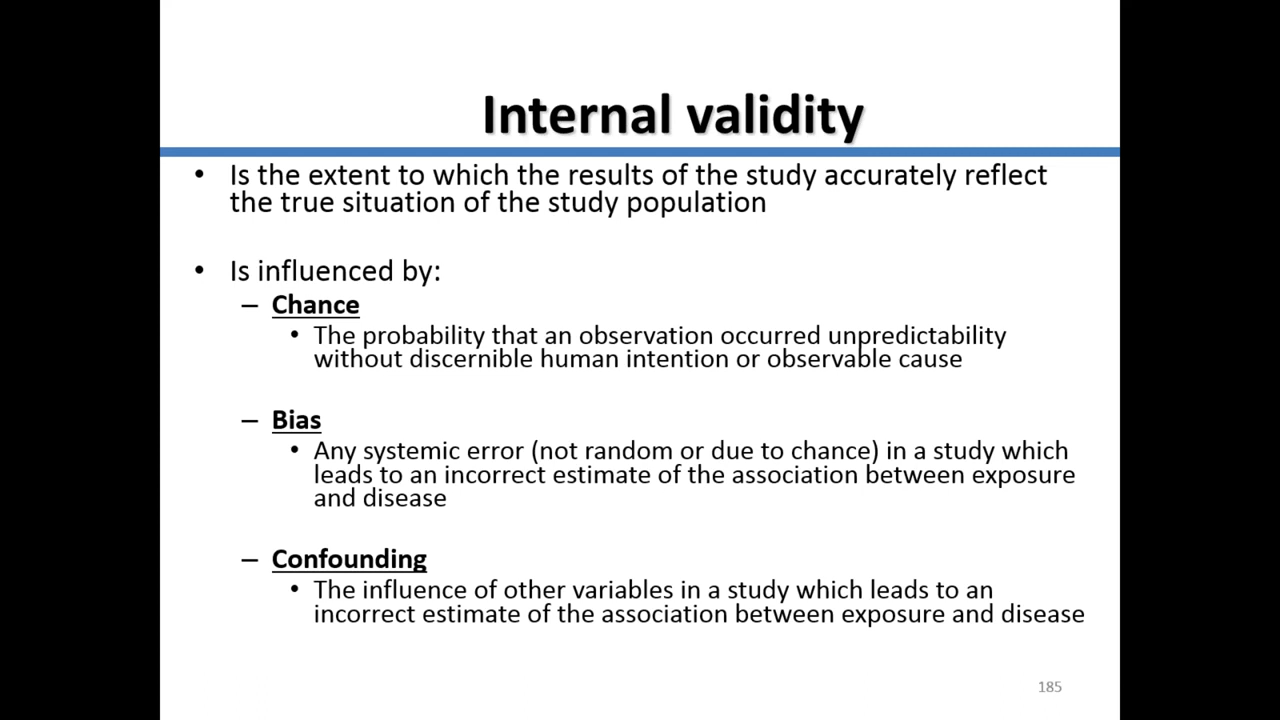 Internal validity
• Is the extent to which the results of the study accurately reflect
the true situation of the study population
• Is influenced by:
– Chance
• The probability that an observation occurred unpredictability
without discernible human intention or observable cause
– Bias
• Any systemic error (not random or due to chance) in a study which
leads to an incorrect estimate of the association between exposure
and disease
– Confounding
• The influence of other variables in a study which leads to an
incorrect estimate of the association between exposure and disease
185